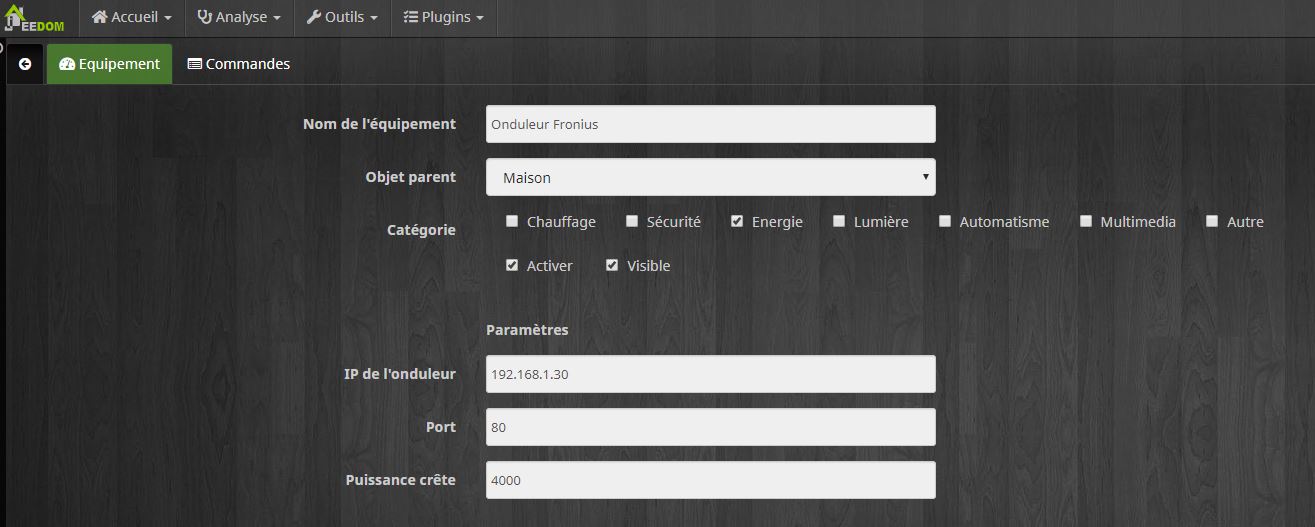 JEEDOM Accueil Analyse Outils Plugins
Equipement Commandes
Nom de l'équipement Onduleur Fronius
Objet parent Maison
Catégorie Chauffage Sécurité Energie Lumière Automatisme Multimedia Autre
Activer Visible
Paramètres
IP de l'onduleur 192.168.1.30
Port 80
Puissance crête 4000